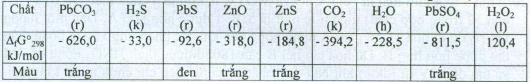 Chất PbCO₃ (r) H₂S (k) PbS (r) ZnO (r) ZnS (r) CO₂ (k) H₂O (h) PbSO₄ (r) H₂O₂ (l)
ΔfG°₂₉₈ kJ/mol - 626,0 - 33,0 - 92,6 - 318,0 - 184,8 - 394,2 - 228,5 - 811,5 120,4
Màu trắng đen trắng trắng trắng